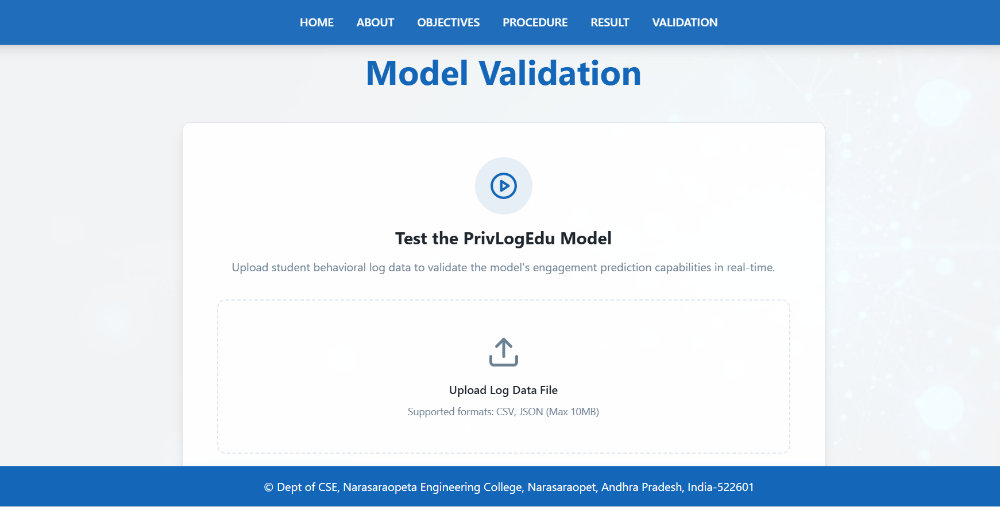 HOME ABOUT OBJECTIVES PROCEDURE RESULT VALIDATION
Model Validation
Test the PrivLogEdu Model
Upload student behavioral log data to validate the model's engagement prediction capabilities in real-time.
Upload Log Data File
Supported formats: CSV, JSON (Max 10MB)
© Dept of CSE, Narasaraopeta Engineering College, Narasaraopet, Andhra Pradesh, India-522601